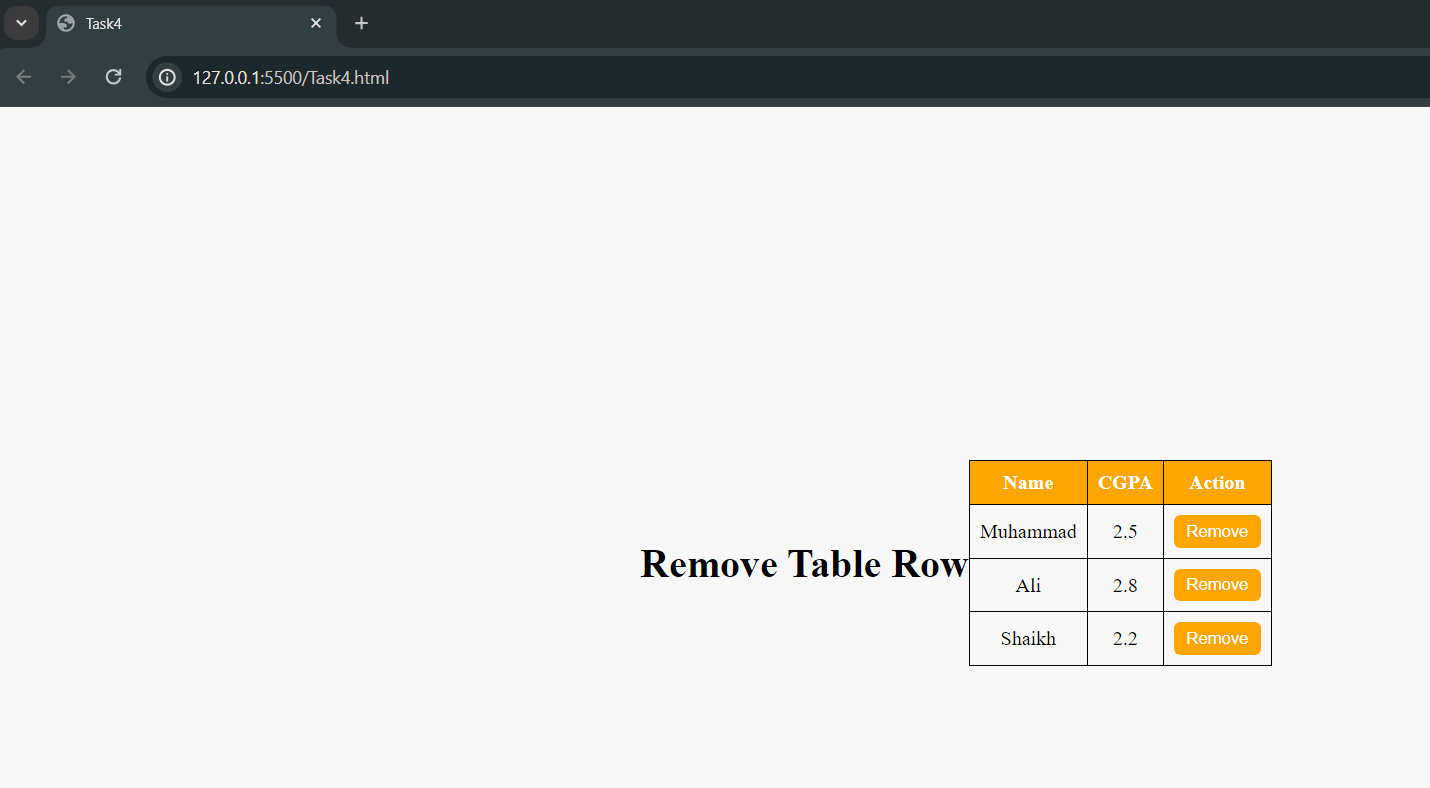 Task4
127.0.0.1:5500/Task4.html
Remove Table Row
Name CGPA Action
Muhammad 2.5 Remove
Ali 2.8 Remove
Shaikh 2.2 Remove